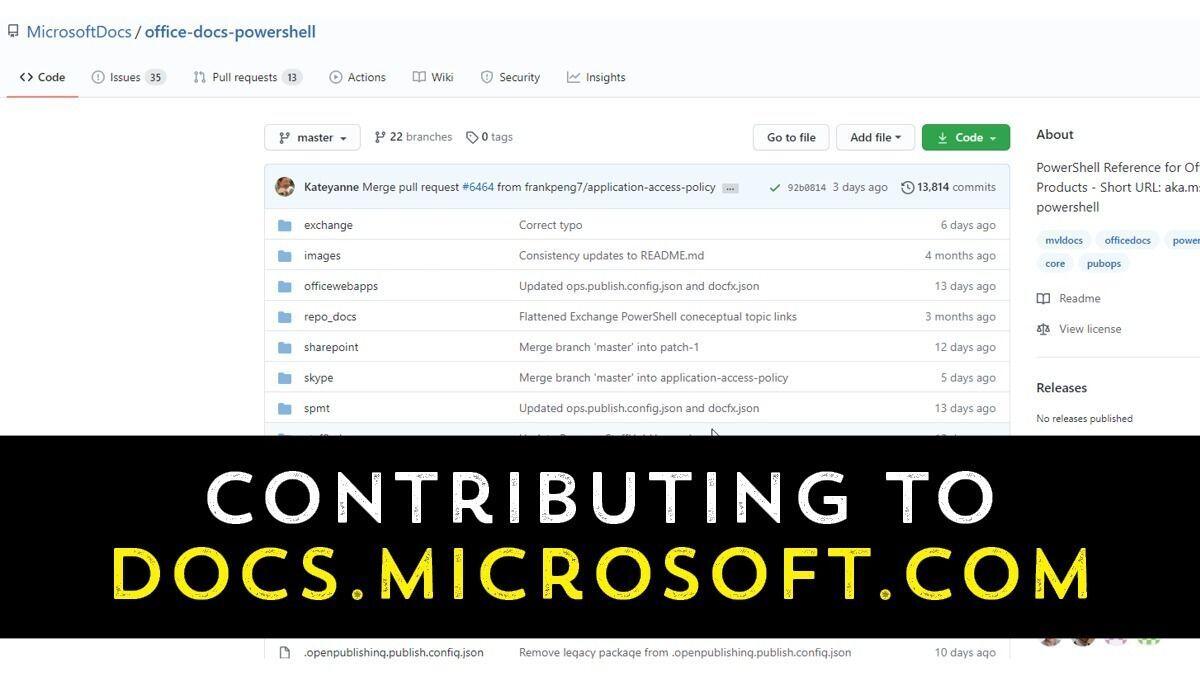 MicrosoftDocs / office-docs-powershell
Code Issues 35 Pull requests 13 Actions Wiki Security Insights
master 22 branches 0 tags Go to file Add file Code
Kateyanne Merge pull request #6464 from frankpeng7/application-access-policy ... 92b0814 3 days ago 13,814 commits
exchange Correct typo 6 days ago
images Consistency updates to README.md 4 months ago
officewebapps Updated ops.publish.config.json and docfx.json 13 days ago
repo_docs Flattened Exchange PowerShell coneceptual topic links 3 months ago
sharepoint Merge branch 'master' into patch-1 12 days ago
skype Merge branch 'master' into application-access-policy 5 days ago
spmt Updated ops.publish.config.json and docfx.json 13 days ago
About
PowerShell Reference for Of
Products - Short URL: aka.ms
powershell
mvldocs officedocs power
core pubops
Readme
View license
Releases
No releases published
CONTRIBUTING TO
DOCS.MICROSOFT.COM
.openpublishing.publish.config.json Remove legacy package from .openpublishing.publish.config.json 10 days ago